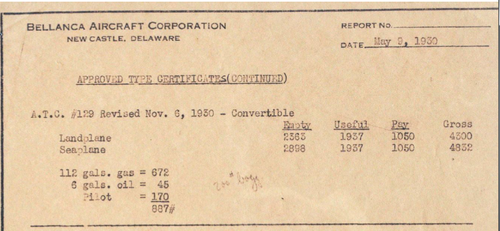 BELLANCA AIRCRAFT CORPORATION
NEW CASTLE, DELAWARE
REPORT NO.
DATE May 9, 1930
APPROVED TYPE CERTIFICATES(CONTINUED)
A.T.C. #129 Revised Nov. 6, 1930 - Convertible
Empty Useful Pay Gross
Landplane 2363 1937 1050 4300
Seaplane 2898 1937 1050 4832
112 gals. gas = 672
6 gals. oil = 45
Pilot = 170
887#
200# bags